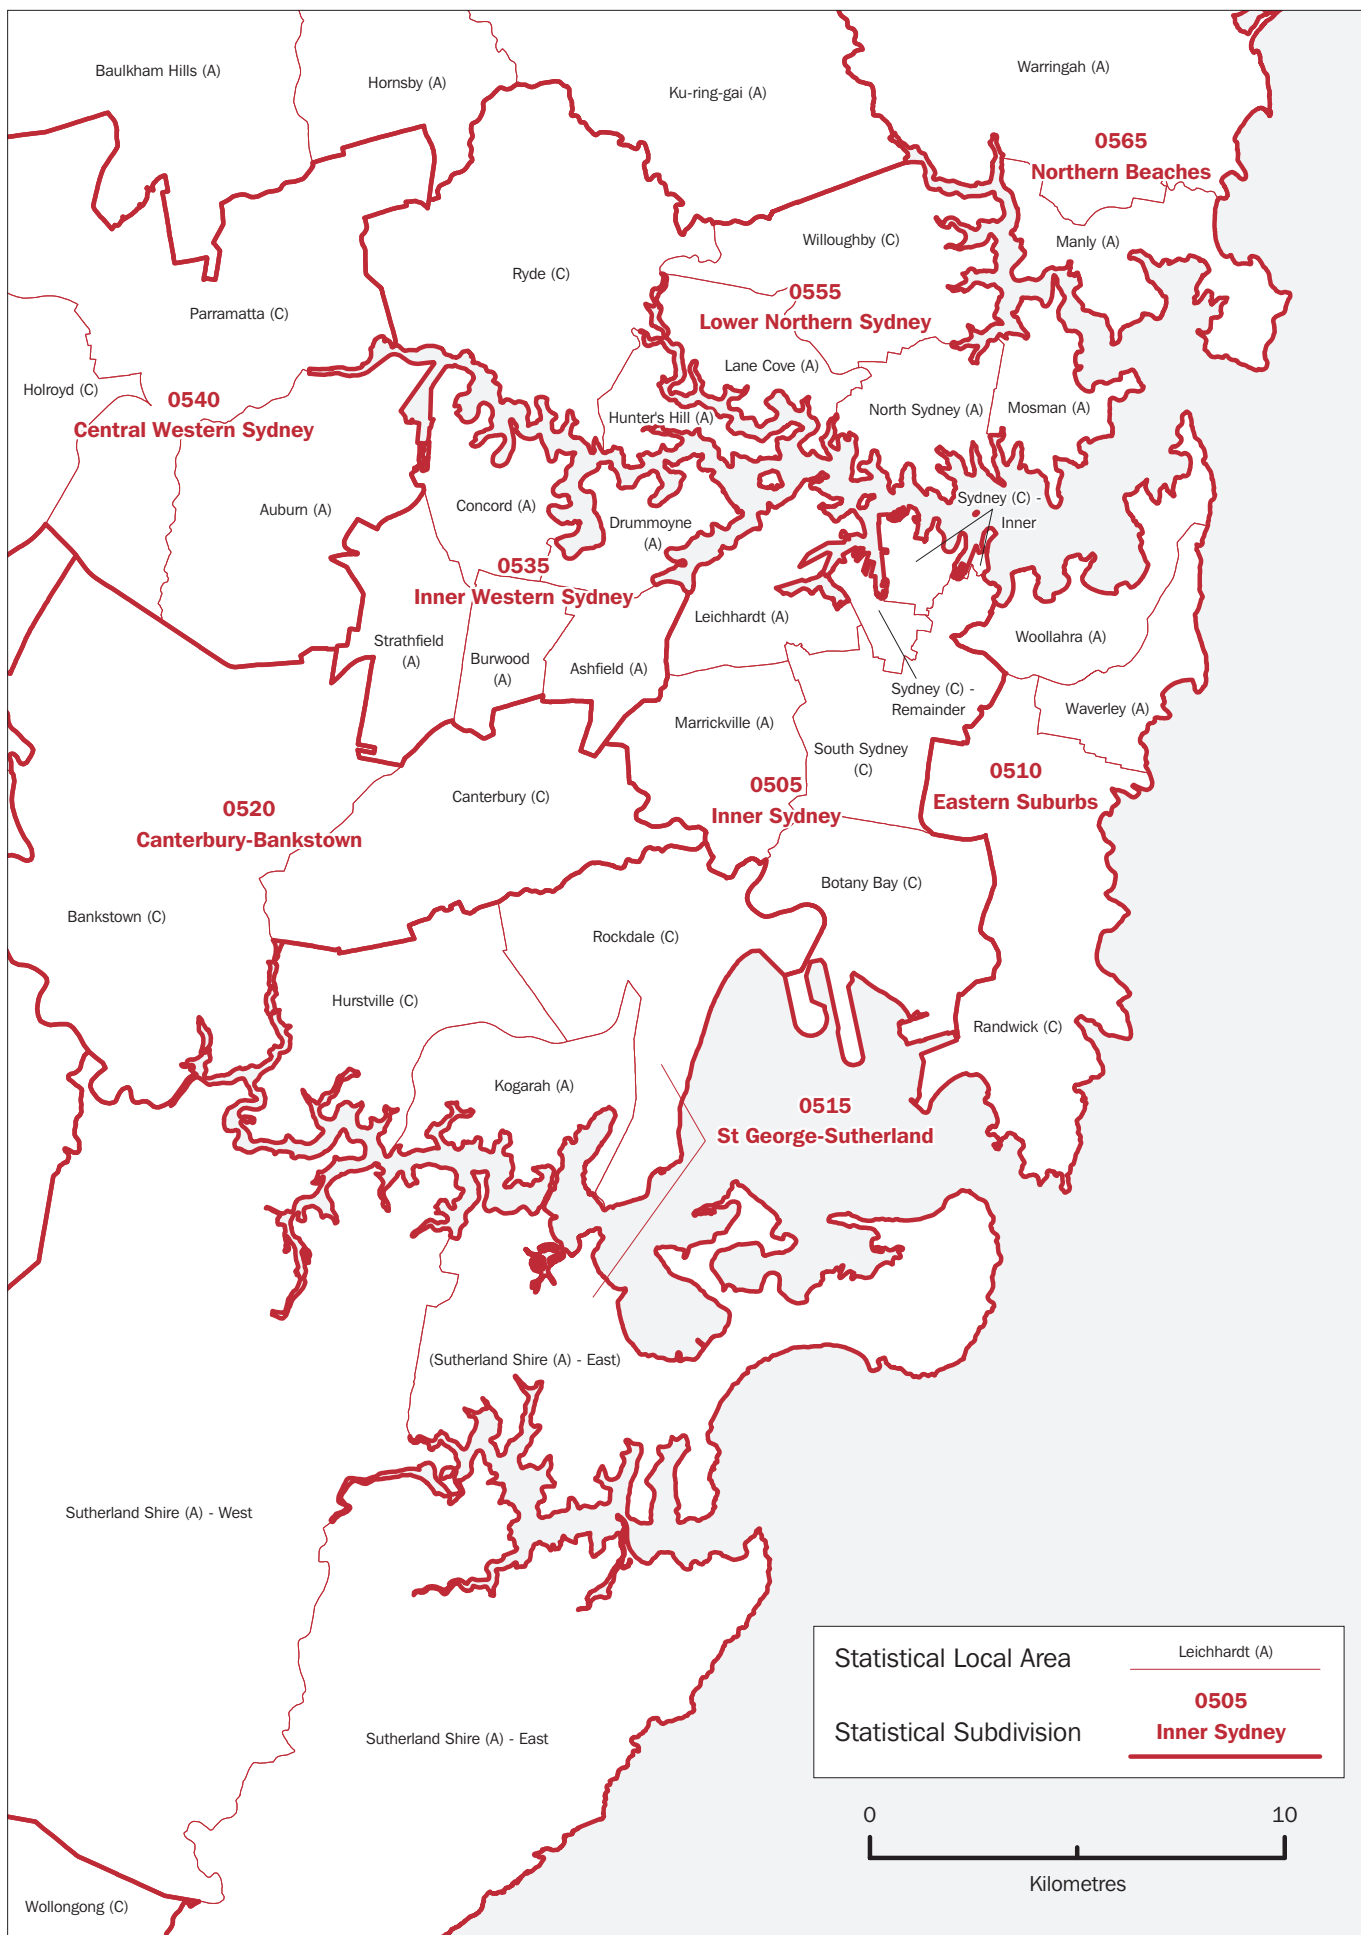 Baulkham Hills (A)
Hornsby (A)
Ku-ring-gai (A)
Warringah (A)
0565
Northern Beaches
Willoughby (C)
Manly (A)
Ryde (C)
0555
Lower Northern Sydney
Parramatta (C)
Lane Cove (A)
Holroyd (C)
0540
Central Western Sydney
Hunter's Hill (A)
North Sydney (A)
Mosman (A)
Auburn (A)
Concord (A)
Drummoyne
(A)
Sydney (C) -
Inner
0535
Inner Western Sydney
Leichhardt (A)
Strathfield
(A)
Burwood
(A)
Ashfield (A)
Woollahra (A)
Sydney (C) -
Remainder
Marrickville (A)
Waverley (A)
South Sydney
(C)
0510
Eastern Suburbs
0505
Inner Sydney
Canterbury (C)
0520
Canterbury-Bankstown
Botany Bay (C)
Bankstown (C)
Rockdale (C)
Hurstville (C)
Randwick (C)
Kogarah (A)
0515
St George-Sutherland
(Sutherland Shire (A) - East)
Sutherland Shire (A) - West
Sutherland Shire (A) - East
Wollongong (C)
Statistical Local Area
Leichhardt (A)
Statistical Subdivision
0505
Inner Sydney
0
10
Kilometres